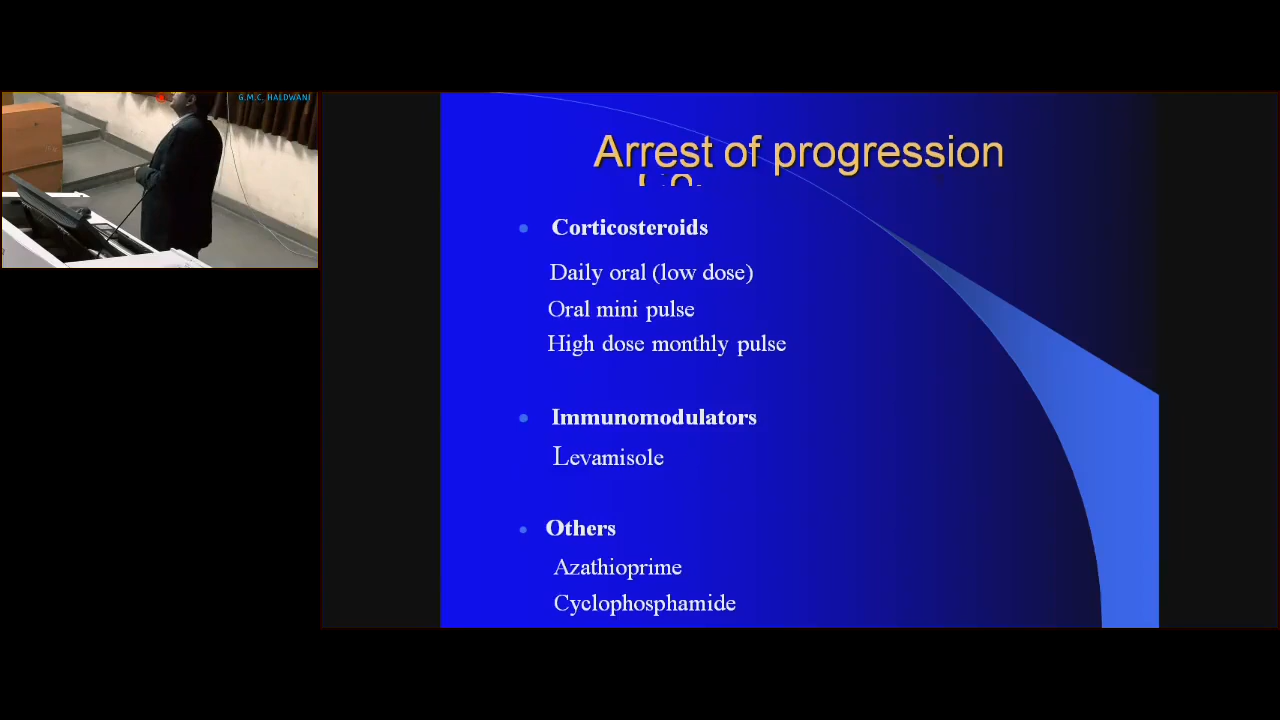 G.M.C. HALDWANI
Arrest of progression
Corticosteroids
Daily oral (low dose)
Oral mini pulse
High dose monthly pulse
Immunomodulators
Levamisole
Others
Azathioprime
Cyclophosphamide